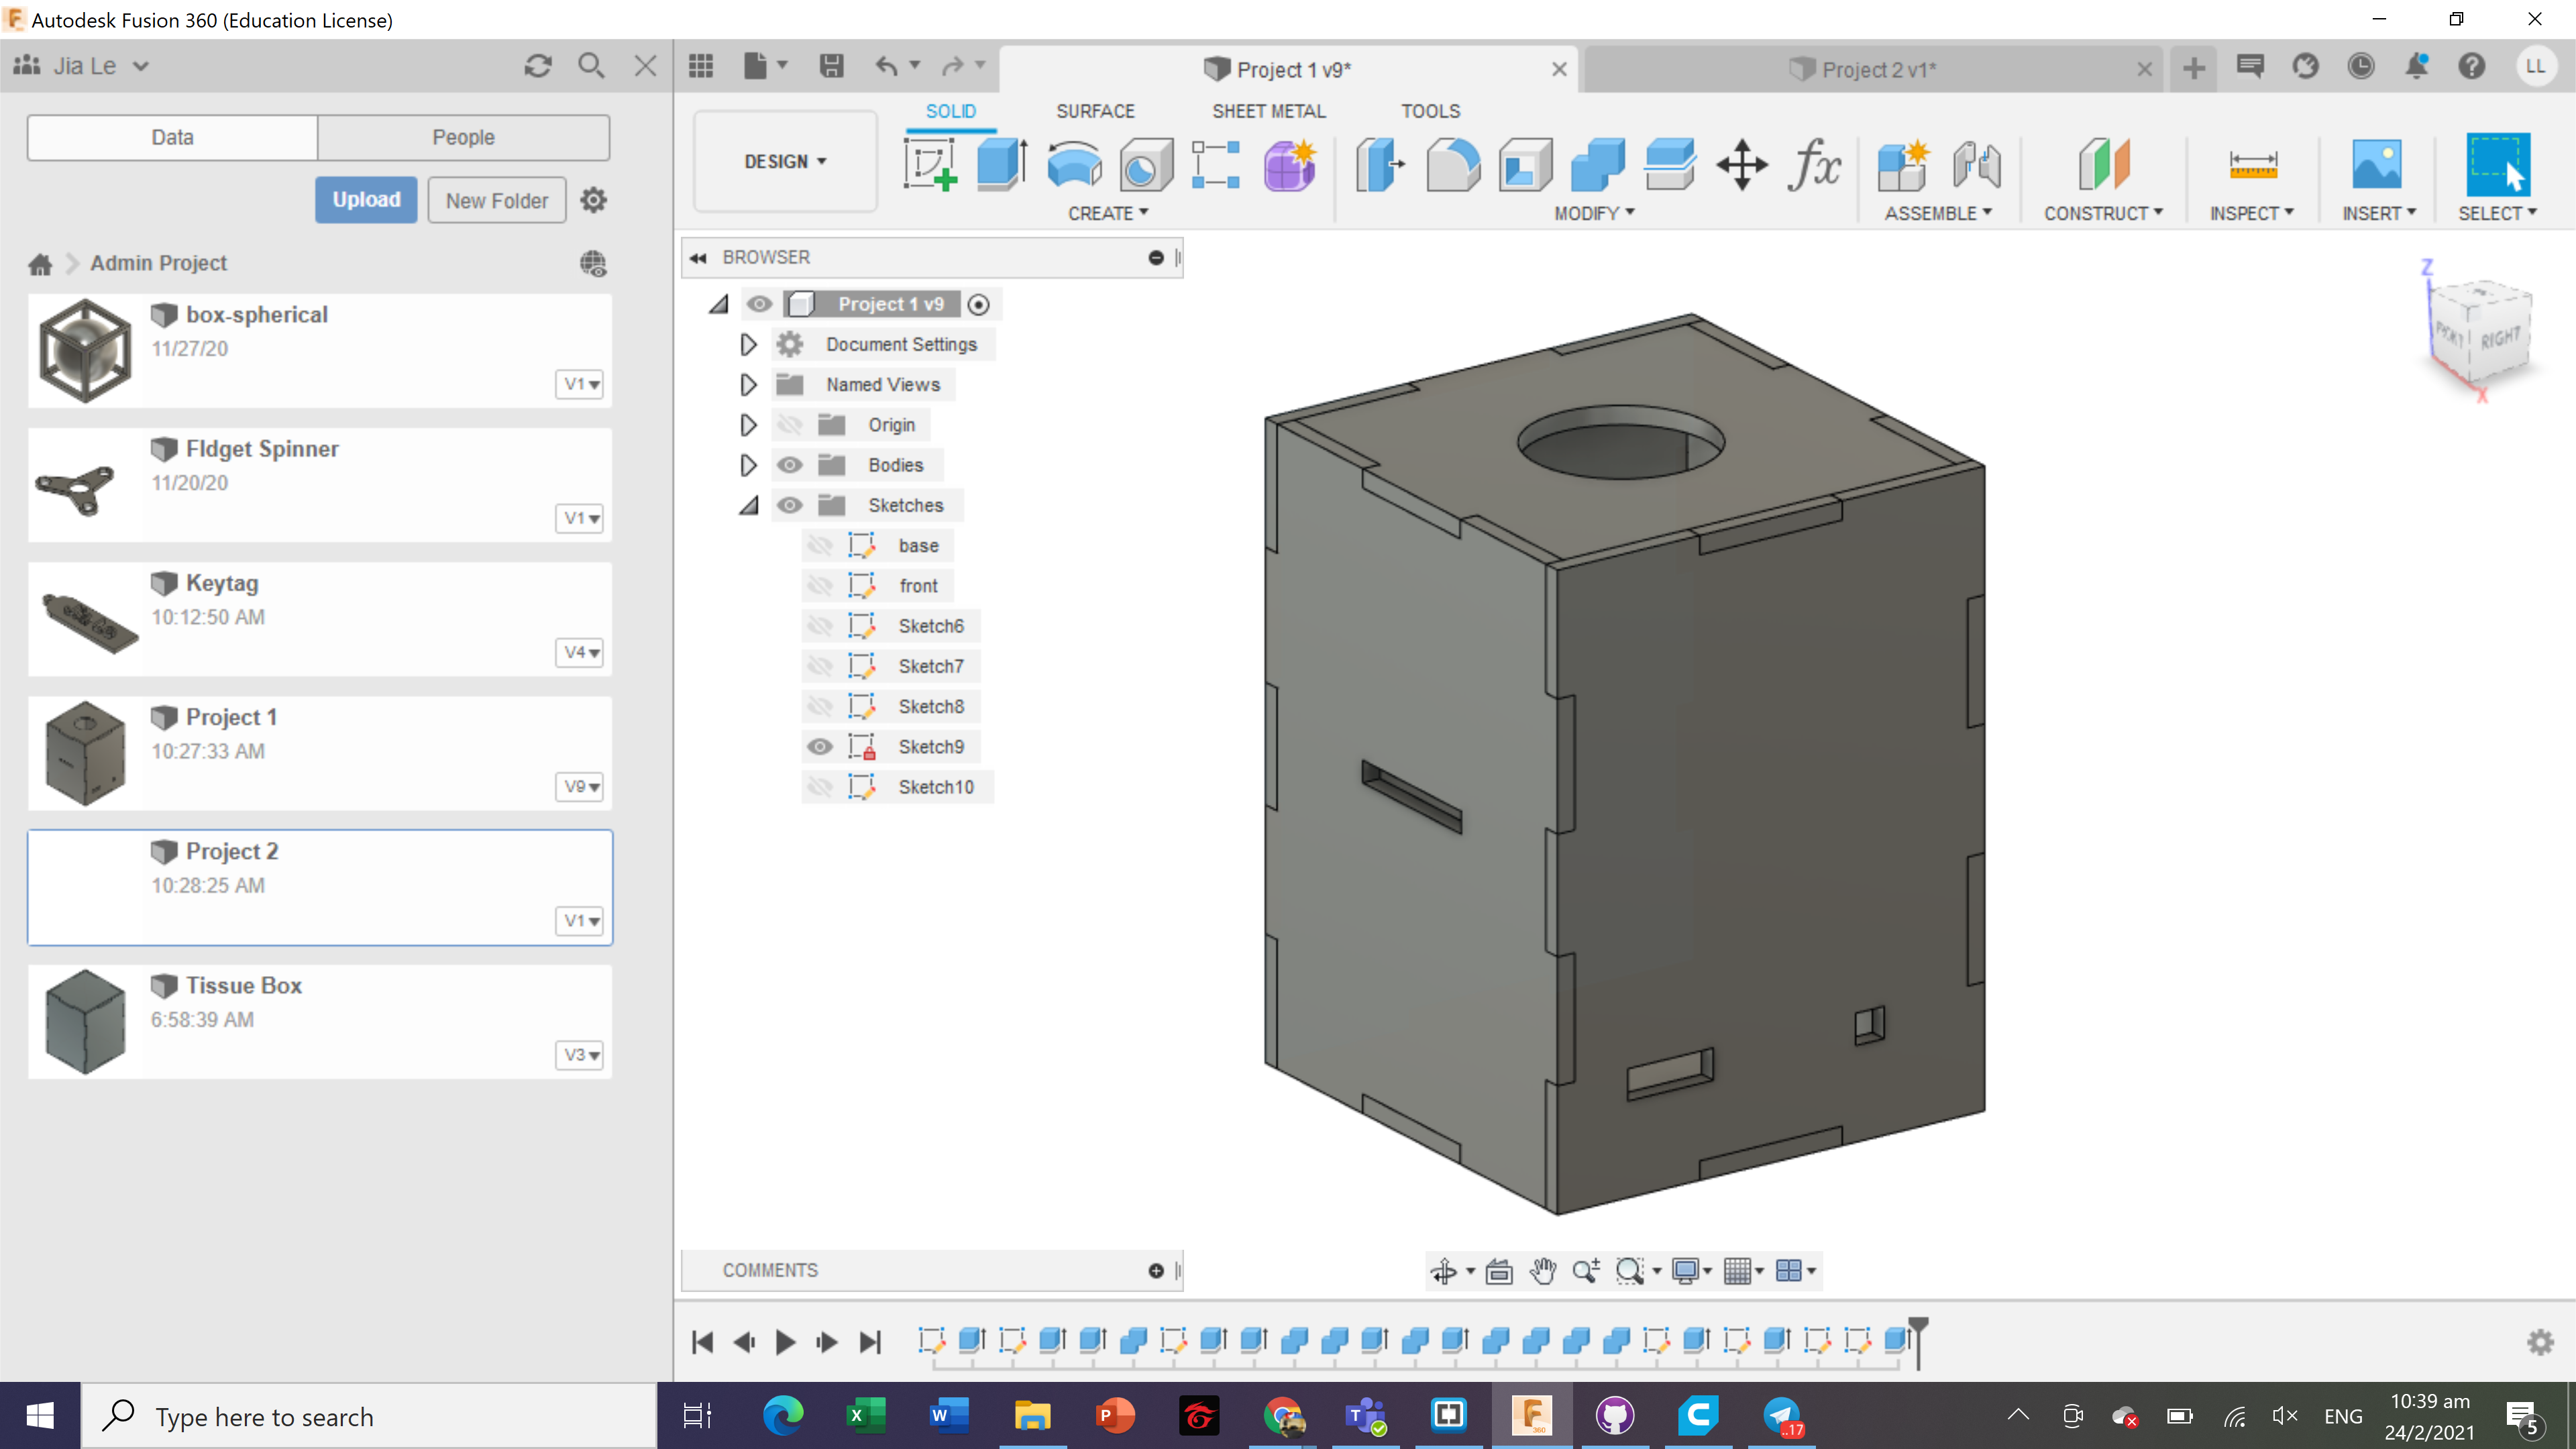 Autodesk Fusion 360 (Education License)
Jia Le
Project 1 v9*
Project 2 v1*
LL
Data
People
Upload
New Folder
Admin Project
box-spherical
11/27/20
V1
FIdget Spinner
11/20/20
V1
Keytag
10:12:50 AM
V4
Project 1
10:27:33 AM
V9
Project 2
10:28:25 AM
V1
Tissue Box
6:58:39 AM
V3
DESIGN
SOLID
SURFACE
SHEET METAL
TOOLS
fx
CREATE
MODIFY
ASSEMBLE
CONSTRUCT
INSPECT
INSERT
SELECT
BROWSER
Project 1 v9
Document Settings
Named Views
Origin
Bodies
Sketches
base
front
Sketch6
Sketch7
Sketch8
Sketch9
Sketch10
Z
FRONT
RIGHT
X
COMMENTS
Type here to search
..17
ENG
10:39 am
24/2/2021
5